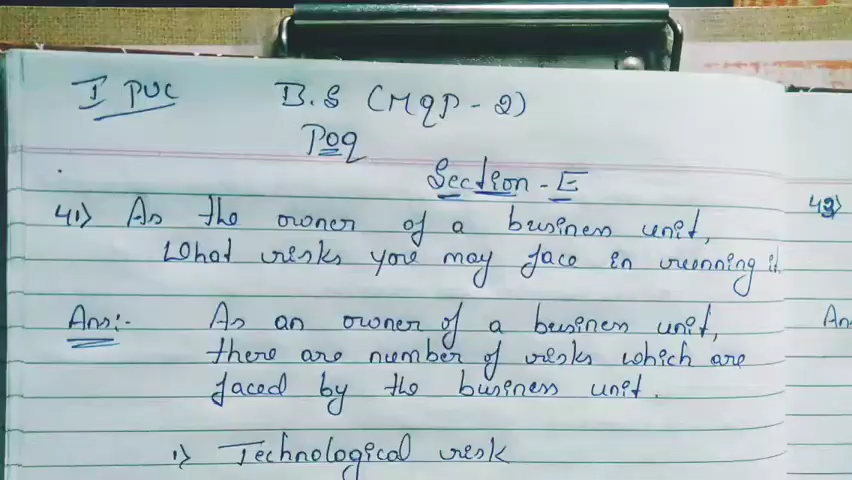 I PUC B.S (MQP - 2)
POQ
Section - E
41) As the owner of a business unit,
What risks you may face in running it.
Ans:- As an owner of a business unit,
there are number of risks which are
faced by the business unit.
1) Technological risk
43)
Ans